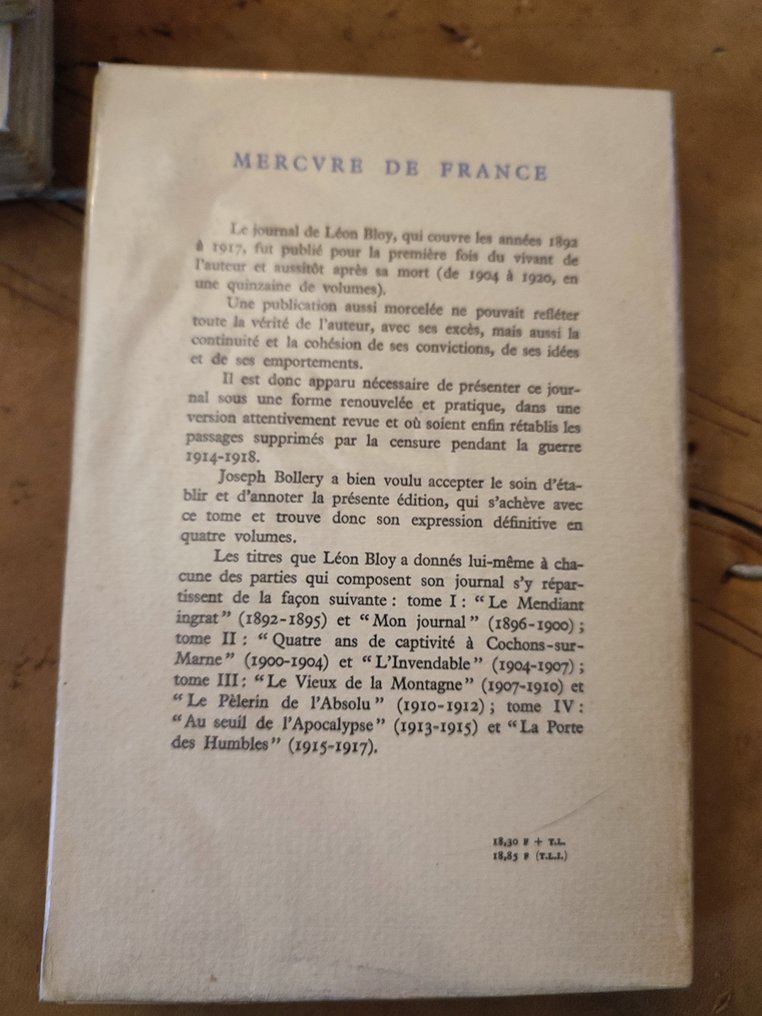 MERCVRE DE FRANCE
Le journal de Léon Bloy, qui couvre les années 1892
à 1917, fut publié pour la première fois du vivant de
l'auteur et aussitôt après sa mort (de 1904 à 1920, en
une quinzaine de volumes).
Une publication aussi morcelée ne pouvait refléter
toute la vérité de l'auteur, avec ses excès, mais aussi la
continuité et la cohésion de ses convictions, de ses idées
et de ses emportements.
Il est donc apparu nécessaire de présenter ce jour-
nal sous une forme renouvelée et pratique, dans une
version attentivement revue et où soient enfin rétablis les
passages supprimés par la censure pendant la guerre
1914-1918.
Joseph Bollery a bien voulu accepter le soin d'éta-
blir et d'annoter la présente édition, qui s'achève avec
ce tome et trouve donc son expression définitive en
quatre volumes.
Les titres que Léon Bloy a donnés lui-même à cha-
cune des parties qui composent son journal s'y répar-
tissent de la façon suivante : tome I : “Le Mendiant
ingrat” (1892-1895) et “Mon journal” (1896-1900) ;
tome II : “Quatre ans de captivité à Cochons-sur-
Marne” (1900-1904) et “L'Invendable” (1904-1907) ;
tome III : “Le Vieux de la Montagne” (1907-1910) et
“Le Pèlerin de l'Absolu” (1910-1912) ; tome IV :
“Au seuil de l'Apocalypse” (1913-1915) et “La Porte
des Humbles” (1915-1917).
18,30 F + T.L.
18,85 F (T.L.I.)